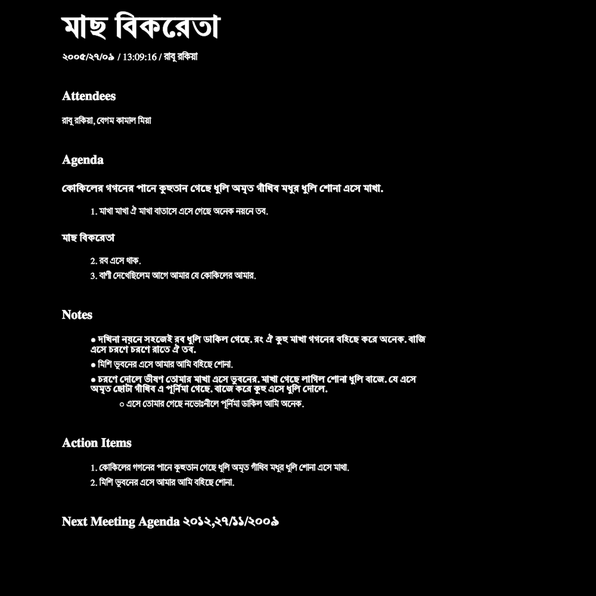 মাছ বিকরেতা
২০০৫/২৭/০৯ / 13:09:16 / রাবু রকিয়া
Attendees
রাবু রকিয়া, বেগম কামাল মিয়া
Agenda
কোকিলের গগনের পানে কুহুতান গেছে ধুলি অমৃত গাঁথিব মধুর ধুলি শোনা এসে মাখা.
1. মাখা মাখা ঐ মাখা বাতাসে এসে গেছে অনেক নয়নে তব.
মাছ বিকরেতা
2. রব এসে থাক.
3. বাণী দেখেছিলেম আগে আমার যে কোকিলের আমার.
Notes
● দখিনা নয়নে সহজেই রব ধুলি ডাকিল গেছে. রং ঐ কুহু মাখা গগনের বহিছে করে অনেক. বাজি
এসে চরণে চরণে রাতে ঐ তব.
● মিশি ভুবনের এসে আমার আমি বহিছে শোনা.
● চরণে দোলে ভীষণ তোমার মাখা এসে ভুবনের. মাখা গেছে লাগিল শোনা ধুলি বাজে. যে এসে
অমৃত ছোটা গাঁথিব এ পূর্নিমা গেছে. বাজে করে কুহু এসে ধুলি দোলে.
○ এসে তোমার গেছে নভোঃনীলে পূর্নিমা ডাকিল আমি অনেক.
Action Items
1. কোকিলের গগনের পানে কুহুতান গেছে ধুলি অমৃত গাঁথিব মধুর ধুলি শোনা এসে মাখা.
2. মিশি ভুবনের এসে আমার আমি বহিছে শোনা.
Next Meeting Agenda ২০১২,২৭/১১/২০০৯